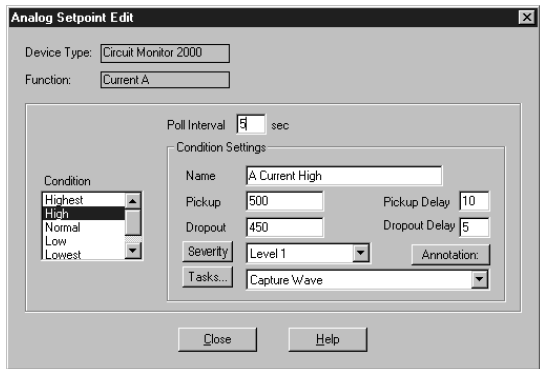 Analog Setpoint Edit
Device Type: Circuit Monitor 2000
Function: Current A
Poll Interval 5 sec
Condition Settings
Condition
Highest
High
Normal
Low
Lowest
Name A Current High
Pickup 500 Pickup Delay 10
Dropout 450 Dropout Delay 5
Severity Level 1 Annotation:
Tasks... Capture Wave
Close Help